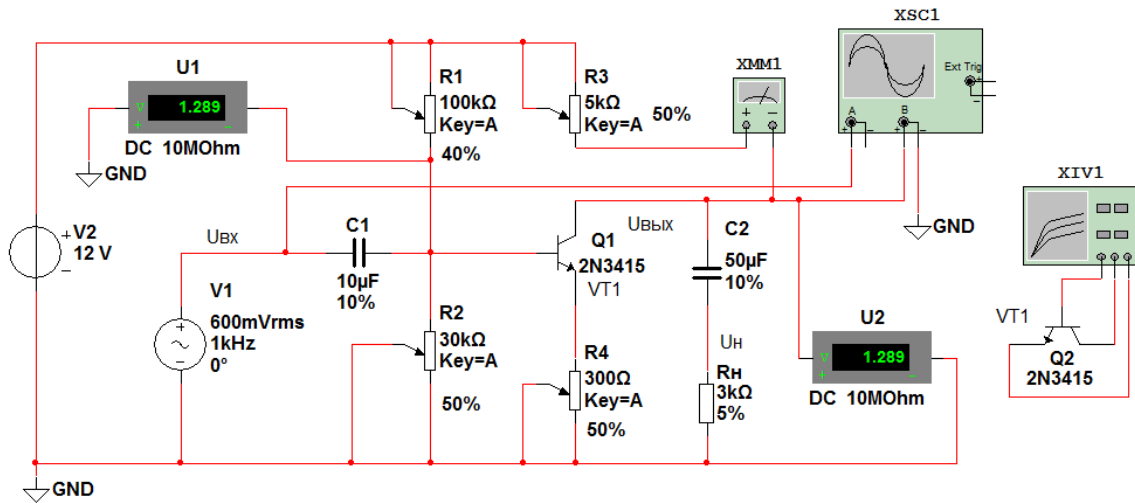 XSC1
Ext Trig
+
−
A
B
+ −
+ −
XMM1
+ −
U1
V
1.289
+ −
DC 10MOhm
GND
R1
100kΩ
Key=A
40%
R3
5kΩ
Key=A
50%
XIV1
GND
V2
12 V
+
−
Uвх
C1
10µF
10%
Q1
2N3415
VT1
Uвых
C2
50µF
10%
V1
600mVrms
1kHz
0°
+
−
R2
30kΩ
Key=A
50%
R4
300Ω
Key=A
50%
Uн
Rн
3kΩ
5%
U2
V
1.289
+ −
DC 10MOhm
VT1
Q2
2N3415
GND